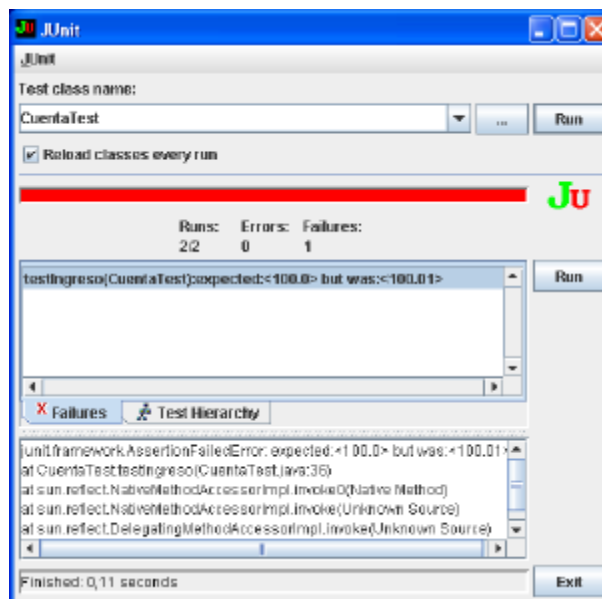 JU JUnit
JUnit
Test class name:
CuentaTest ... Run
Reload classes every run
JU
Runs: Errors: Failures:
2/2 0 1
testIngreso(CuentaTest):expected:<100.0> but was:<100.01> Run
X Failures Test Hierarchy
junit.framework.AssertionFailedError: expected:<100.0> but was:<100.01>
at CuentaTest.testIngreso(CuentaTest.java:36)
at sun.reflect.NativeMethodAccessorImpl.invoke0(Native Method)
at sun.reflect.NativeMethodAccessorImpl.invoke(Unknown Source)
at sun.reflect.DelegatingMethodAccessorImpl.invoke(Unknown Source)
Finished: 0,11 seconds Exit